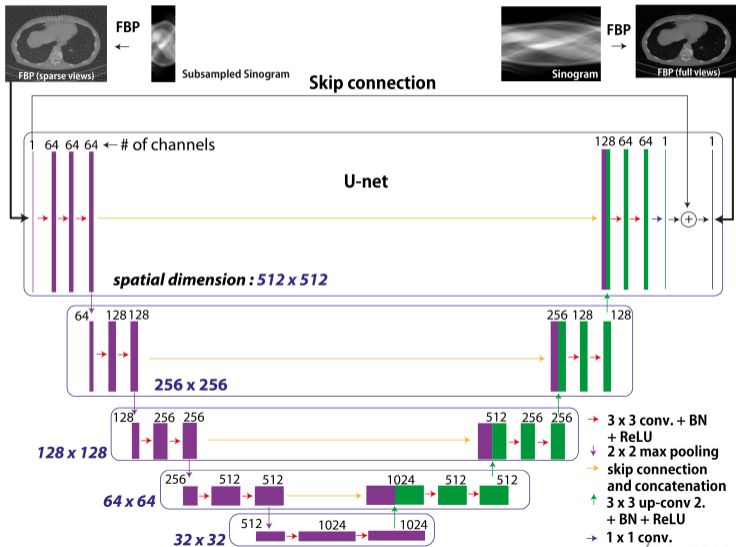 FBP
FBP (sparse views)
Subsampled Sinogram
FBP
Sinogram
FBP (full views)
Skip connection
1 64 64 64 # of channels
128 64 64 1 1
U-net
spatial dimension : 512 x 512
64 128 128
256 128 128
256 x 256
128 256 256
512 256 256
128 x 128
256 512 512
1024 512 512
64 x 64
512 1024 1024
32 x 32
3 x 3 conv. + BN
+ ReLU
2 x 2 max pooling
skip connection
and concatenation
3 x 3 up-conv 2.
+ BN + ReLU
1 x 1 conv.